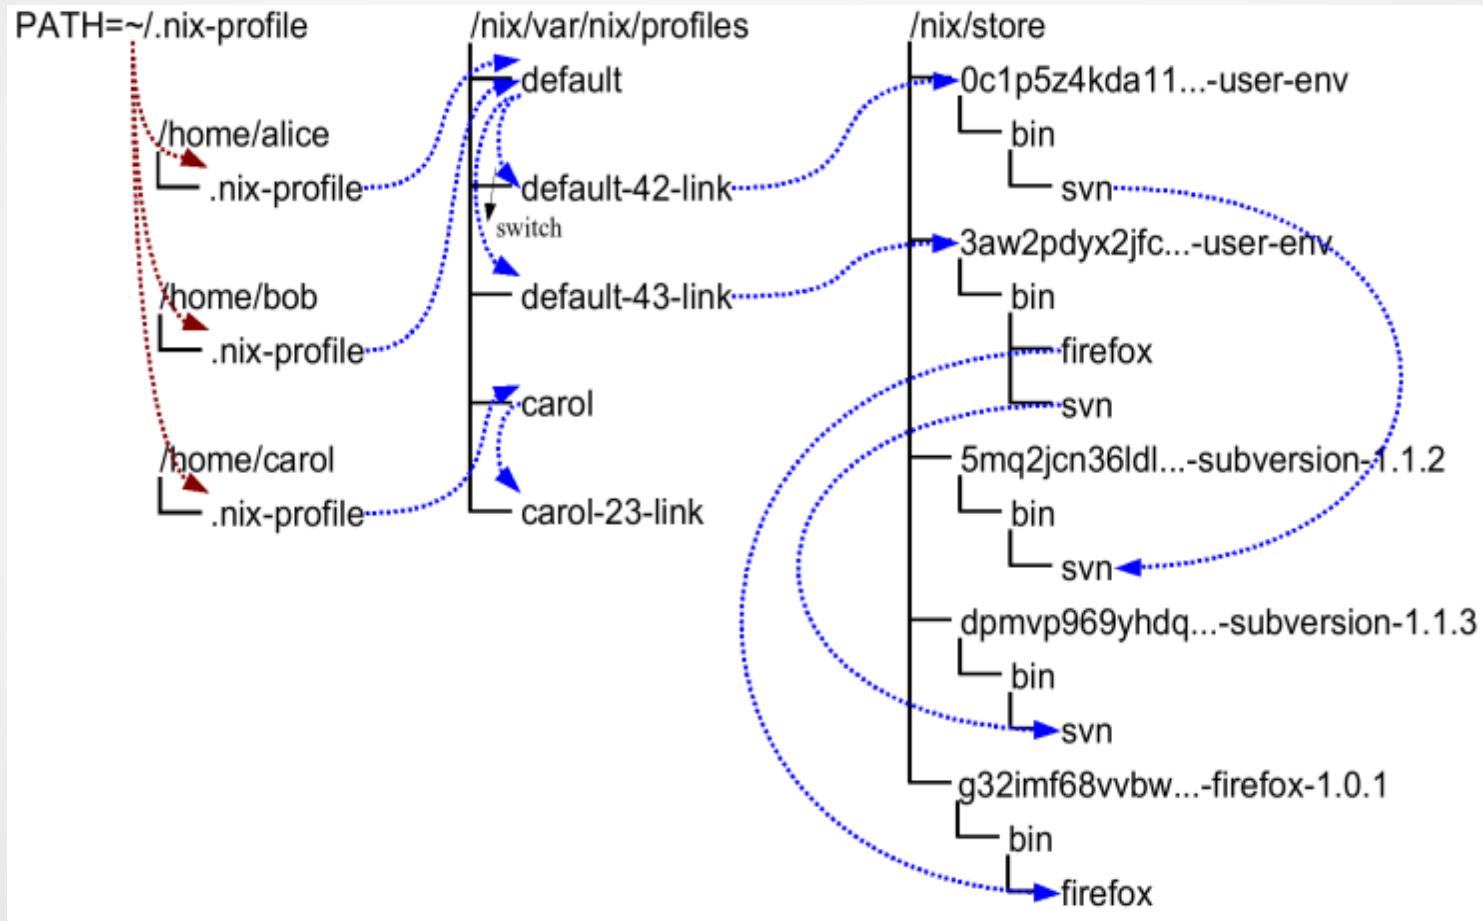 PATH=~/.nix-profile
/home/alice
.nix-profile
/home/bob
.nix-profile
/home/carol
.nix-profile
/nix/var/nix/profiles
default
default-42-link
switch
default-43-link
carol
carol-23-link
/nix/store
0c1p5z4kda11...-user-env
bin
svn
3aw2pdyx2jfc...-user-env
bin
firefox
svn
5mq2jcn36ldl...-subversion-1.1.2
bin
svn
dpmvp969yhdq...-subversion-1.1.3
bin
svn
g32imf68vvbw...-firefox-1.0.1
bin
firefox